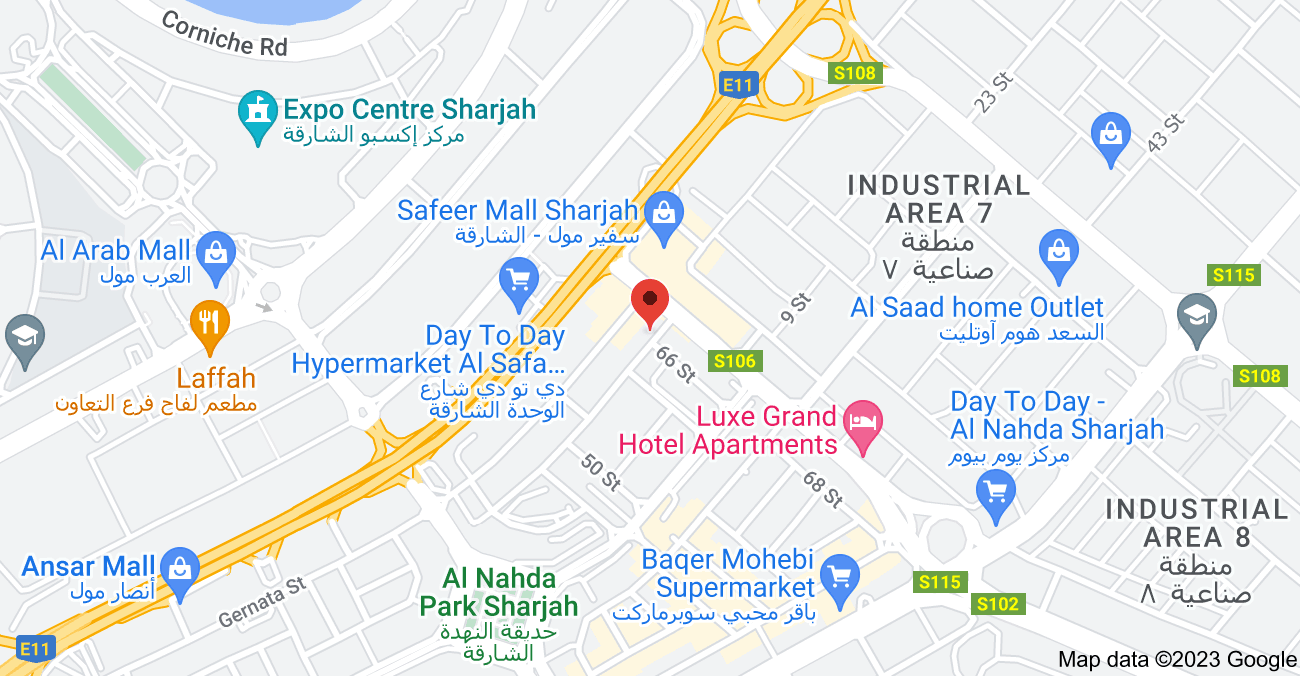 Corniche Rd
E11
S108
23 St
43 St
Expo Centre Sharjah
مركز إكسبو الشارقة
INDUSTRIAL
AREA 7
منطقة
صناعية ٧
Safeer Mall Sharjah
سفير مول - الشارقة
Al Arab Mall
العرب مول
S115
9 St
Al Saad home Outlet
السعد هوم آوتليت
Day To Day
Hypermarket Al Safa...
دي تو دي شارع
الوحدة الشارقة
66 St
S106
Laffah
مطعم لفاح فرع التعاون
S108
Luxe Grand
Hotel Apartments
Day To Day -
Al Nahda Sharjah
مركز يوم بيوم
50 St
68 St
INDUSTRIAL
AREA 8
منطقة
صناعية ٨
Ansar Mall
أنصار مول
Gernata St
Al Nahda
Park Sharjah
حديقة النهدة
الشارقة
Baqer Mohebi
Supermarket
باقر محبي سوبرماركت
S115
S102
E11
Map data ©2023 Google